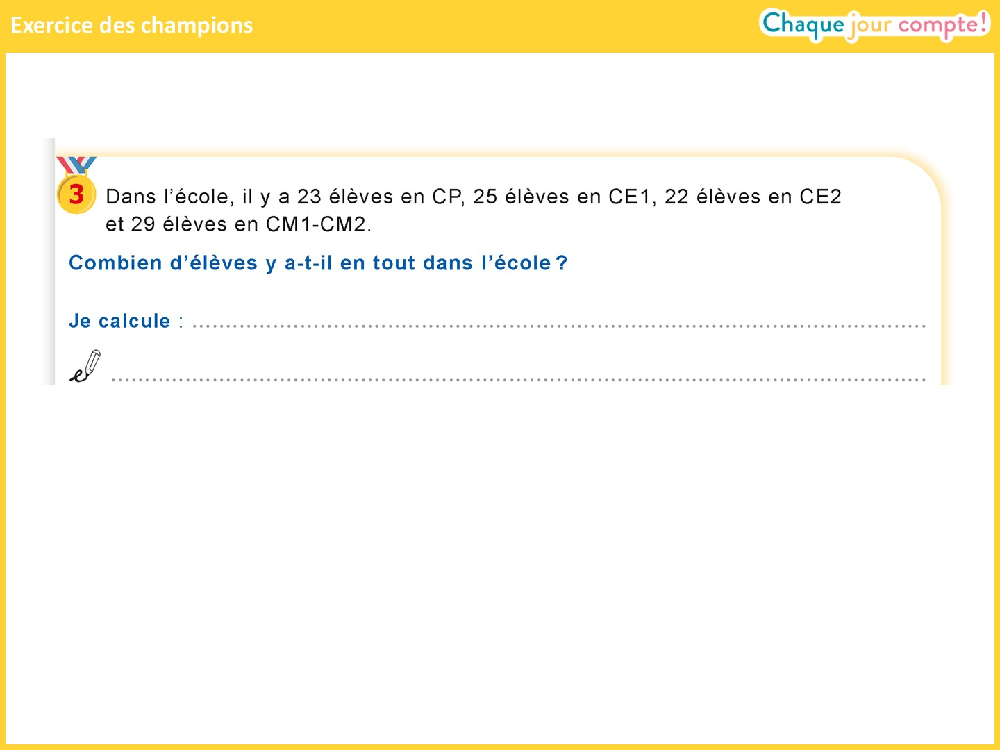 Exercice des champions
Chaque jour compte!
3
Dans l’école, il y a 23 élèves en CP, 25 élèves en CE1, 22 élèves en CE2
et 29 élèves en CM1-CM2.
Combien d’élèves y a-t-il en tout dans l’école ?
Je calcule : ................................................................................................................
................................................................................................................................